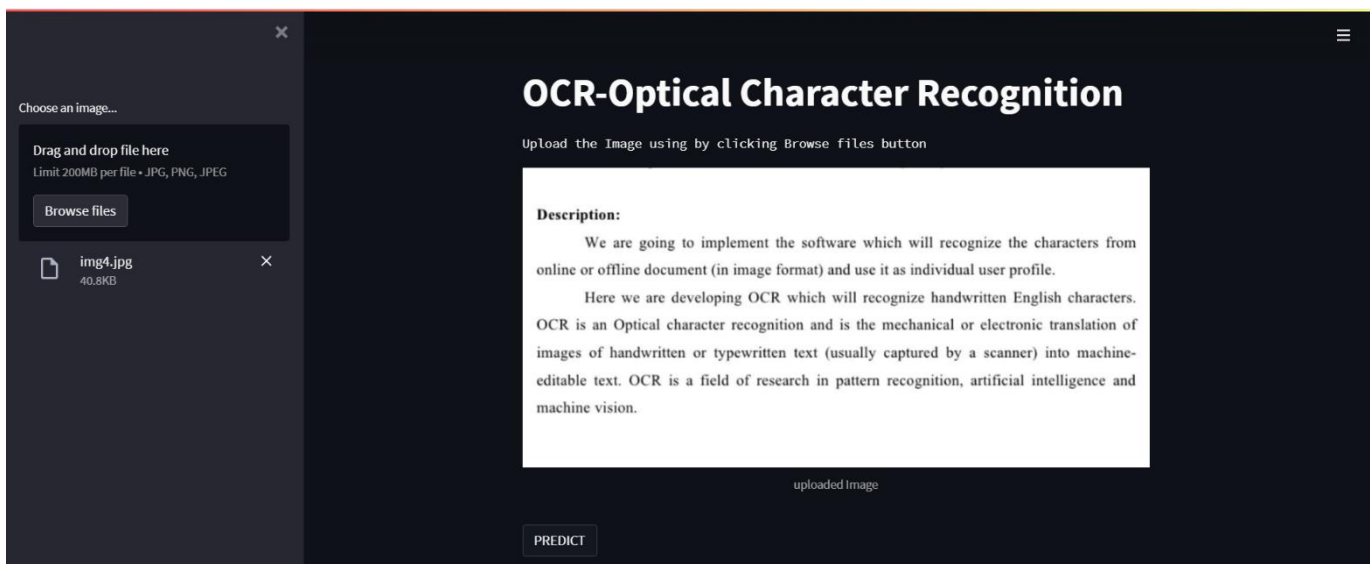 ×
☰
Choose an image...
Drag and drop file here
Limit 200MB per file • JPG, PNG, JPEG
Browse files
img4.jpg
×
40.8KB
OCR-Optical Character Recognition
Upload the Image using by clicking Browse files button
Description:
We are going to implement the software which will recognize the characters from
online or offline document (in image format) and use it as individual user profile.
Here we are developing OCR which will recognize handwritten English characters.
OCR is an Optical character recognition and is the mechanical or electronic translation of
images of handwritten or typewritten text (usually captured by a scanner) into machine-
editable text. OCR is a field of research in pattern recognition, artificial intelligence and
machine vision.
uploaded Image
PREDICT